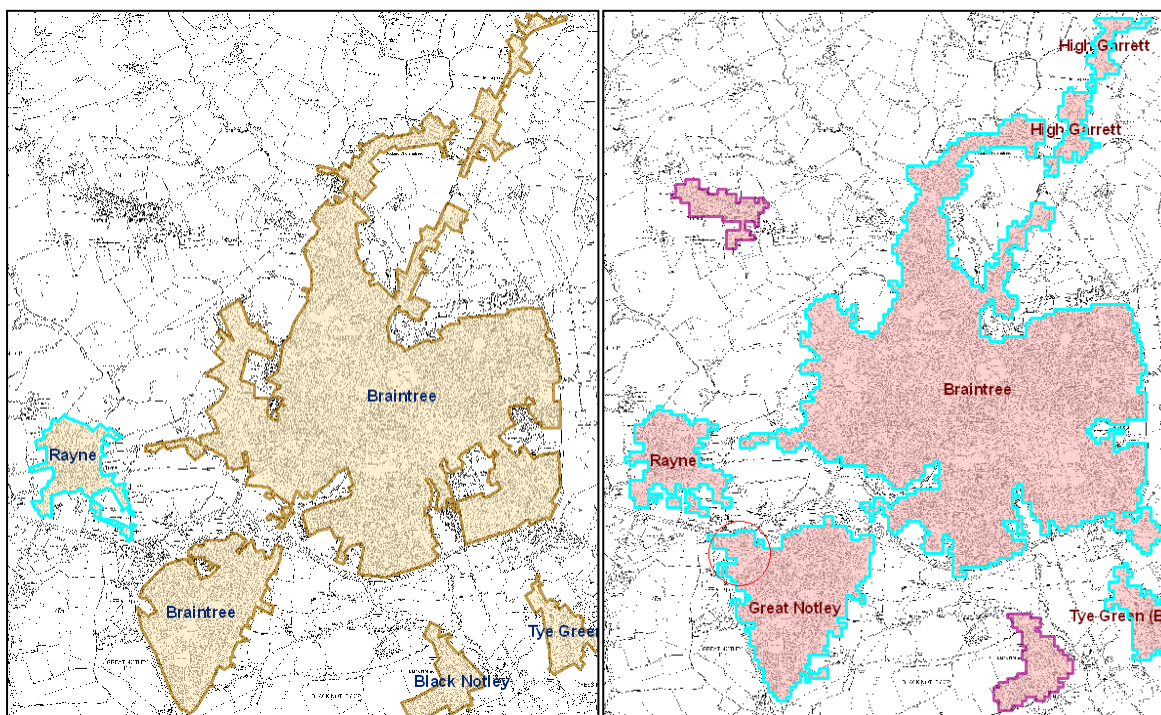 Braintree
Rayne
Braintree
Tye Green
Black Notley
High Garrett
High Garrett
Braintree
Rayne
Great Notley
Tye Green (E